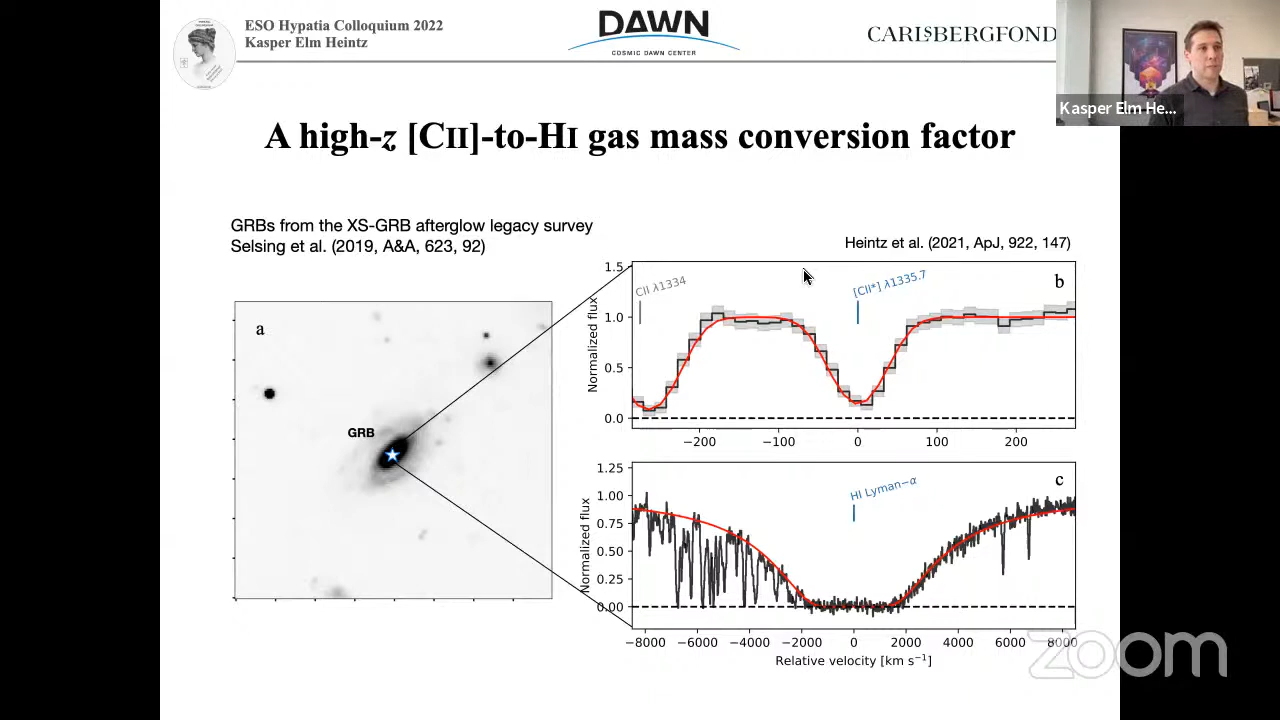 ESO Hypatia Colloquium 2022
Kasper Elm Heintz
DAWN
COSMIC DAWN CENTER
CARLSBERGFOND
Kasper Elm He...
A high-z [CII]-to-HI gas mass conversion factor
GRBs from the XS-GRB afterglow legacy survey
Selsing et al. (2019, A&A, 623, 92)
Heintz et al. (2021, ApJ, 922, 147)
a
GRB
b
CII λ1334
[CII*] λ1335.7
Normalized flux
1.5
1.0
0.5
0.0
−200 −100 0 100 200
c
HI Lyman−α
Normalized flux
1.25
1.00
0.75
0.50
0.25
0.00
−8000 −6000 −4000 −2000 0 2000 4000 6000 8000
Relative velocity [km s⁻¹]
zoom